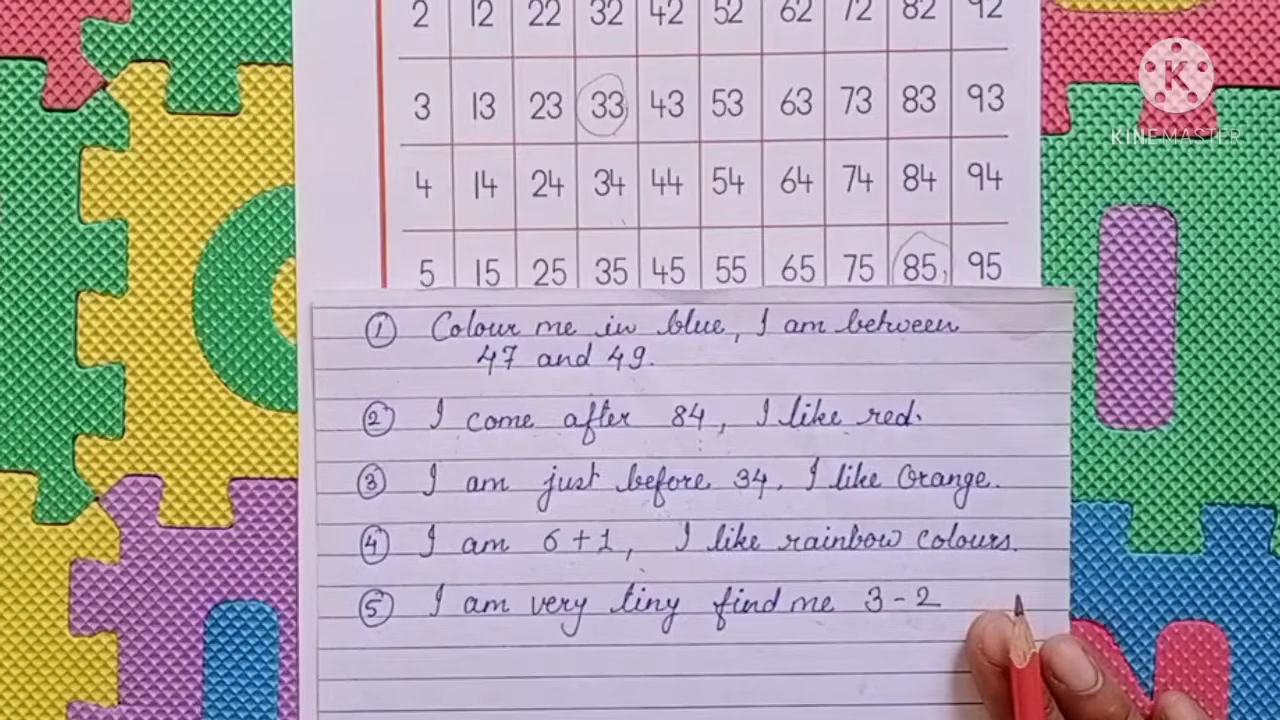 2 12 22 32 42 52 62 72 82 92
3 13 23 33 43 53 63 73 83 93
KINEMASTER
4 14 24 34 44 54 64 74 84 94
5 15 25 35 45 55 65 75 85, 95
① Colour me in blue, I am between
47 and 49.
② I come after 84, I like red.
③ I am just before 34, I like Orange.
④ I am 6+1, I like rainbow colours.
⑤ I am very tiny find me 3-2